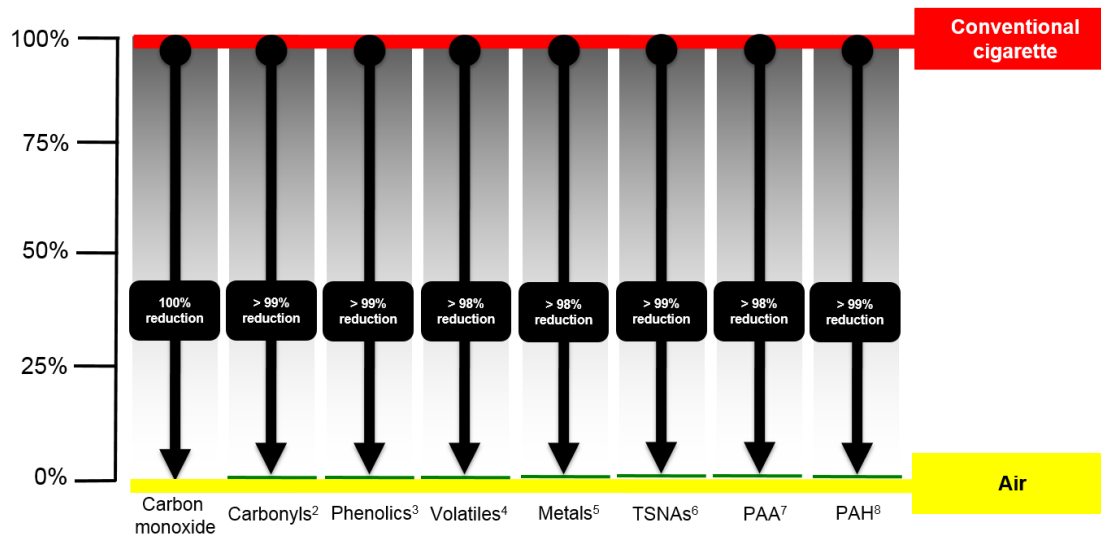 100%
75%
50%
25%
0%
Conventional
cigarette
100%
reduction
> 99%
reduction
> 99%
reduction
> 98%
reduction
> 98%
reduction
> 99%
reduction
> 98%
reduction
> 99%
reduction
Air
Carbon
monoxide
Carbonyls²
Phenolics³
Volatiles⁴
Metals⁵
TSNAs⁶
PAA⁷
PAH⁸